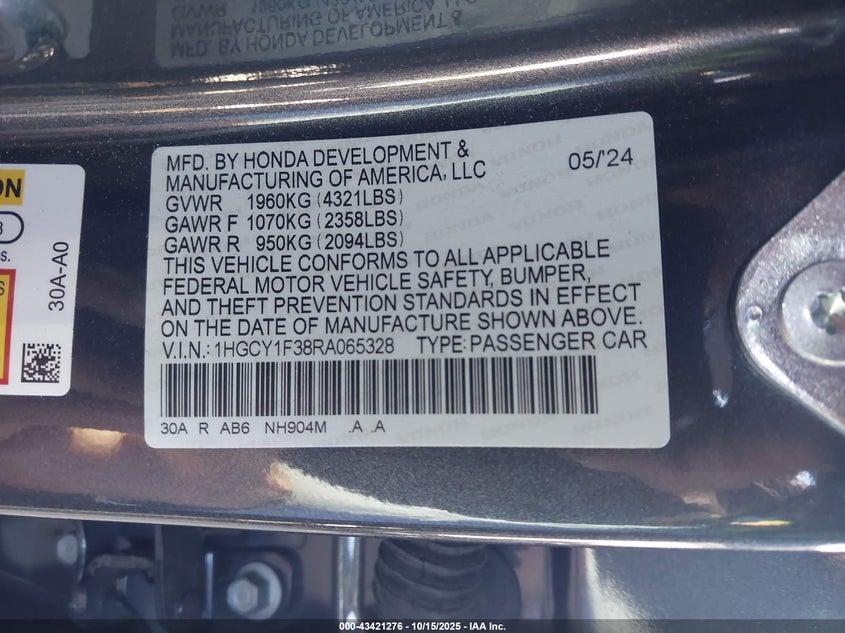 MFD. BY HONDA DEVELOPMENT &
MANUFACTURING OF AMERICA, LLC
05/'24
GVWR 1960KG (4321LBS)
GAWR F 1070KG (2358LBS)
GAWR R 950KG (2094LBS)
THIS VEHICLE CONFORMS TO ALL APPLICABLE
FEDERAL MOTOR VEHICLE SAFETY, BUMPER,
AND THEFT PREVENTION STANDARDS IN EFFECT
ON THE DATE OF MANUFACTURE SHOWN ABOVE.
V.I.N.: 1HGCY1F38RA065328 TYPE: PASSENGER CAR
30A R AB6 NH904M .A .A
30A-A0
000-43421276 - 10/15/2025 - IAA Inc.